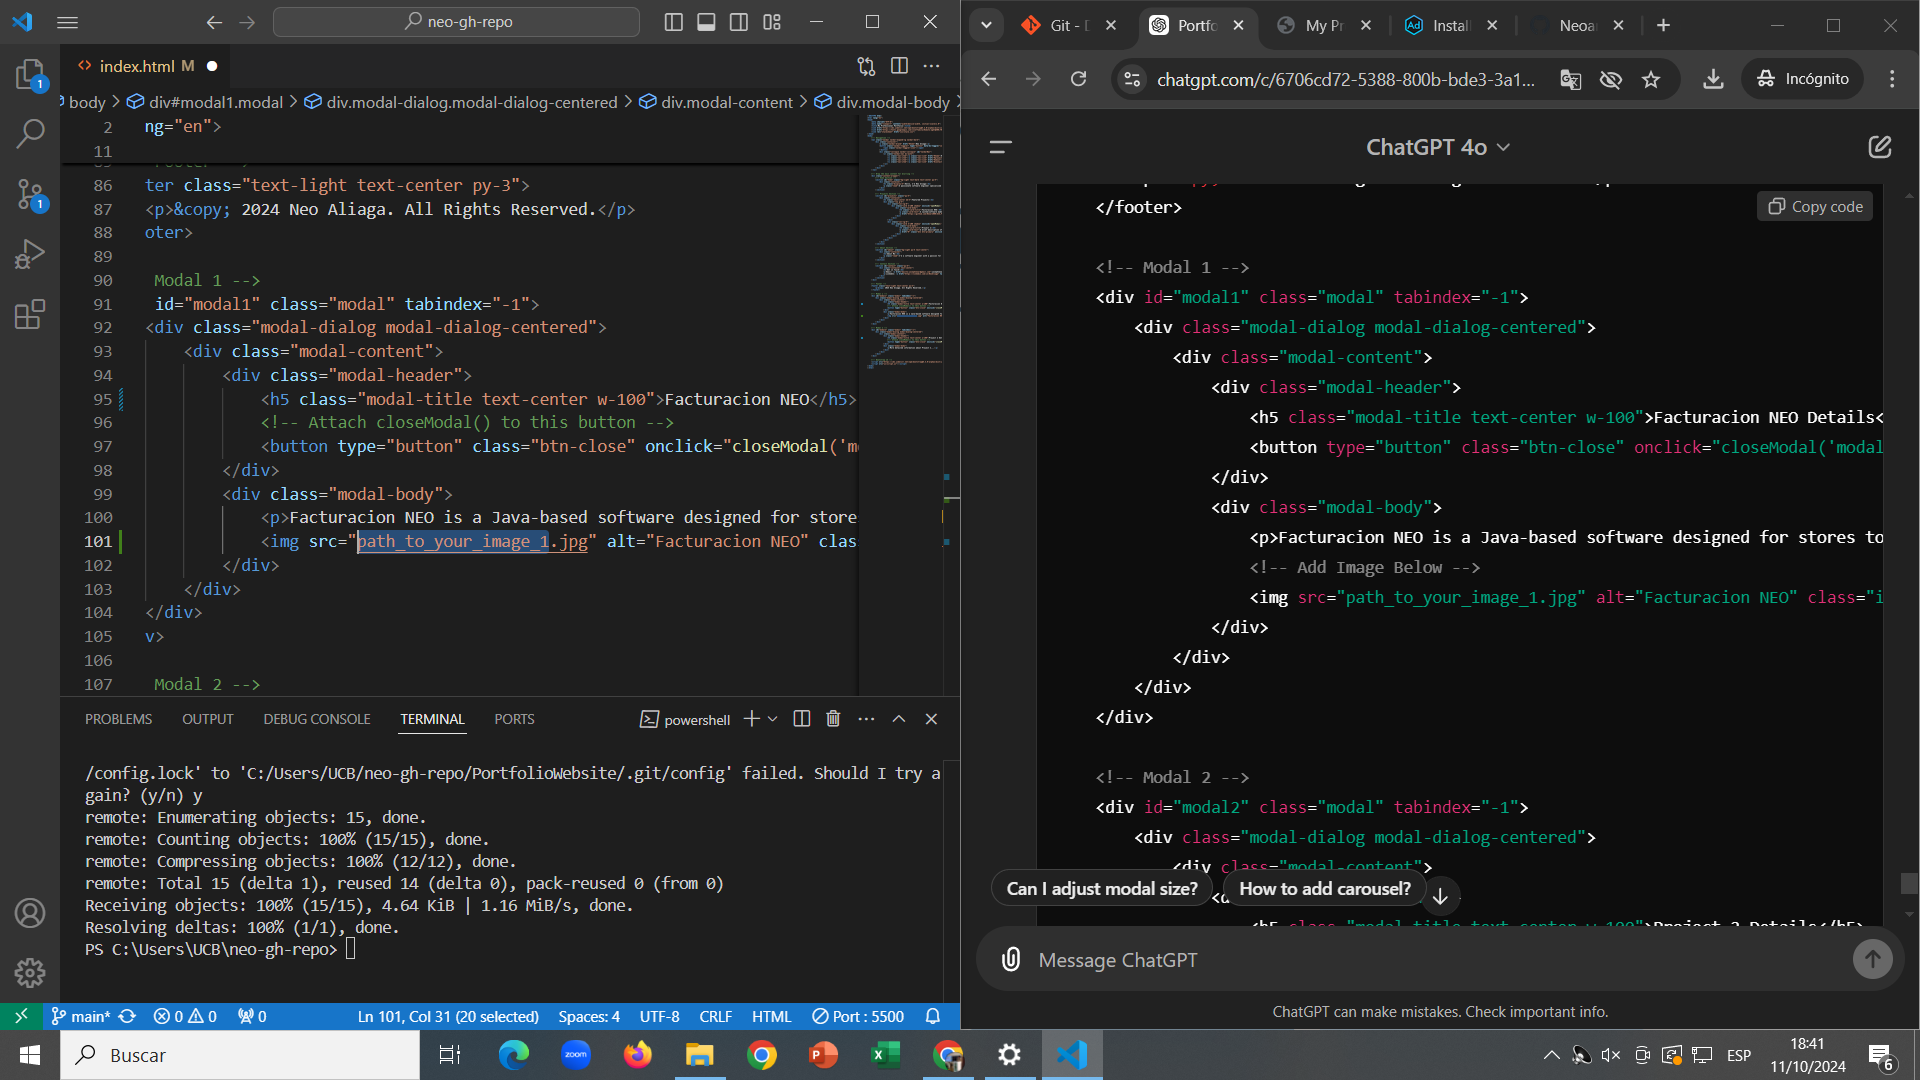 neo-gh-repo
index.html M
body > div#modal1.modal > div.modal-dialog.modal-dialog-centered > div.modal-content > div.modal-body >
2 ng="en">
11
86 ter class="text-light text-center py-3">
87 <p>&copy; 2024 Neo Aliaga. All Rights Reserved.</p>
88 oter>
89
90 Modal 1 -->
91 id="modal1" class="modal" tabindex="-1">
92 <div class="modal-dialog modal-dialog-centered">
93 <div class="modal-content">
94 <div class="modal-header">
95 <h5 class="modal-title text-center w-100">Facturacion NEO</h5>
96 <!-- Attach closeModal() to this button -->
97 <button type="button" class="btn-close" onclick="closeModal('m
98 </div>
99 <div class="modal-body">
100 <p>Facturacion NEO is a Java-based software designed for store
101 <img src="path_to_your_image_1.jpg" alt="Facturacion NEO" clas
102 </div>
103 </div>
104 </div>
105 v>
106
107 Modal 2 -->
PROBLEMS OUTPUT DEBUG CONSOLE TERMINAL PORTS powershell
/config.lock' to 'C:/Users/UCB/neo-gh-repo/PortfolioWebsite/.git/config' failed. Should I try a
gain? (y/n) y
remote: Enumerating objects: 15, done.
remote: Counting objects: 100% (15/15), done.
remote: Compressing objects: 100% (12/12), done.
remote: Total 15 (delta 1), reused 14 (delta 0), pack-reused 0 (from 0)
Receiving objects: 100% (15/15), 4.64 KiB | 1.16 MiB/s, done.
Resolving deltas: 100% (1/1), done.
PS C:\Users\UCB\neo-gh-repo>
main* 0 0 0 Ln 101, Col 31 (20 selected) Spaces: 4 UTF-8 CRLF HTML Port : 5500
Git - D Portfo My Pr Install Neoa
chatgpt.com/c/6706cd72-5388-800b-bde3-3a1... Incógnito
ChatGPT 4o
</footer>
Copy code
<!-- Modal 1 -->
<div id="modal1" class="modal" tabindex="-1">
<div class="modal-dialog modal-dialog-centered">
<div class="modal-content">
<div class="modal-header">
<h5 class="modal-title text-center w-100">Facturacion NEO Details<
<button type="button" class="btn-close" onclick="closeModal('modal
</div>
<div class="modal-body">
<p>Facturacion NEO is a Java-based software designed for stores to
<!-- Add Image Below -->
<img src="path_to_your_image_1.jpg" alt="Facturacion NEO" class="i
</div>
</div>
</div>
</div>
<!-- Modal 2 -->
<div id="modal2" class="modal" tabindex="-1">
<div class="modal-dialog modal-dialog-centered">
<div class="modal-content">
Can I adjust modal size? How to add carousel?
<h5 class="modal-title text-center w-100">Project 2 Details</h5>
Message ChatGPT
ChatGPT can make mistakes. Check important info.
Buscar
zoom
ESP
18:41
11/10/2024
6